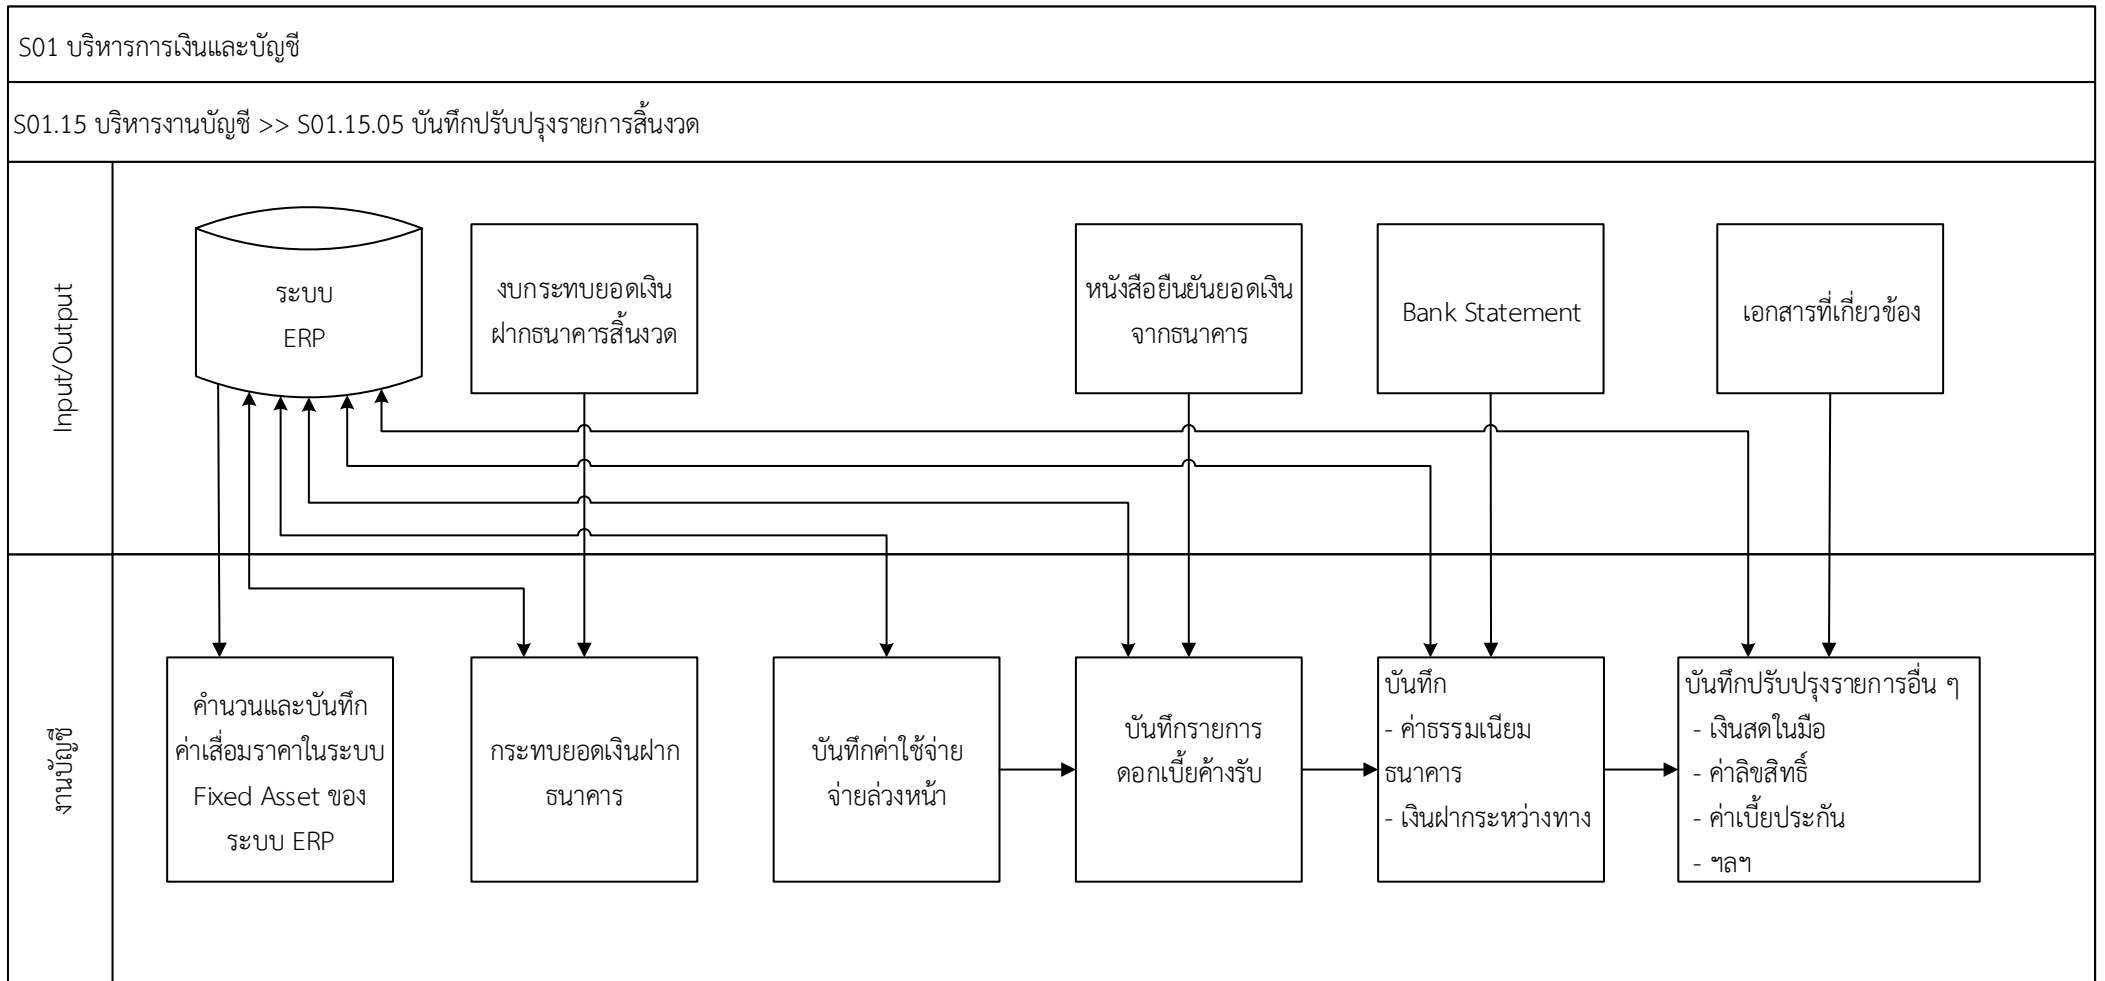 S01 บริหารการเงินและบัญชี
S01.15 บริหารงานบัญชี >> S01.15.05 บันทึกปรับปรุงรายการสิ้นงวด
Input/Output
ระบบ
ERP
งบกระทบยอดเงิน
ฝากธนาคารสิ้นงวด
หนังสือยืนยันยอดเงิน
จากธนาคาร
Bank Statement
เอกสารที่เกี่ยวข้อง
งานบัญชี
คำนวนและบันทึก
ค่าเสื่อมราคาในระบบ
Fixed Asset ของ
ระบบ ERP
กระทบยอดเงินฝาก
ธนาคาร
บันทึกค่าใช้จ่าย
จ่ายล่วงหน้า
บันทึกรายการ
ดอกเบี้ยค้างรับ
บันทึก
- ค่าธรรมเนียม
ธนาคาร
- เงินฝากระหว่างทาง
บันทึกปรับปรุงรายการอื่น ๆ
- เงินสดในมือ
- ค่าลิขสิทธิ์
- ค่าเบี้ยประกัน
- ฯลฯ